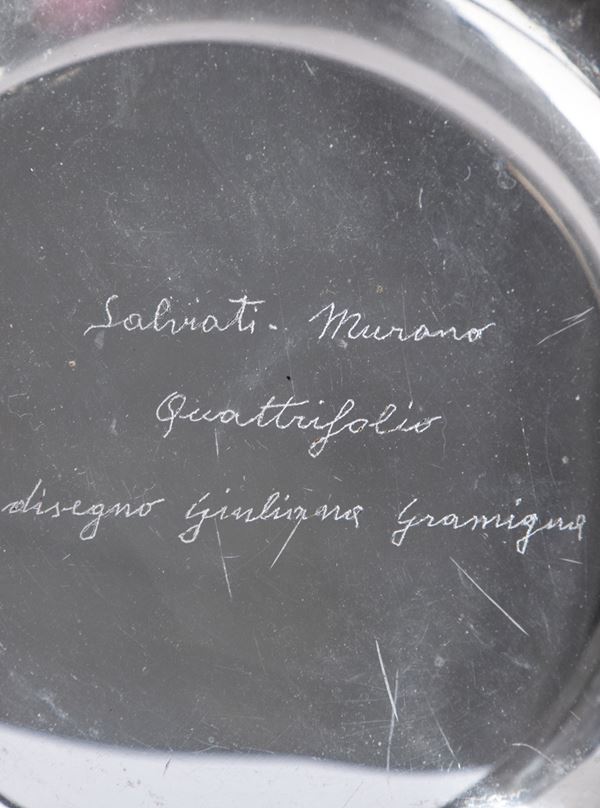 Salviati - Murano
Quattrifolio
disegno Giuliana Gramigna